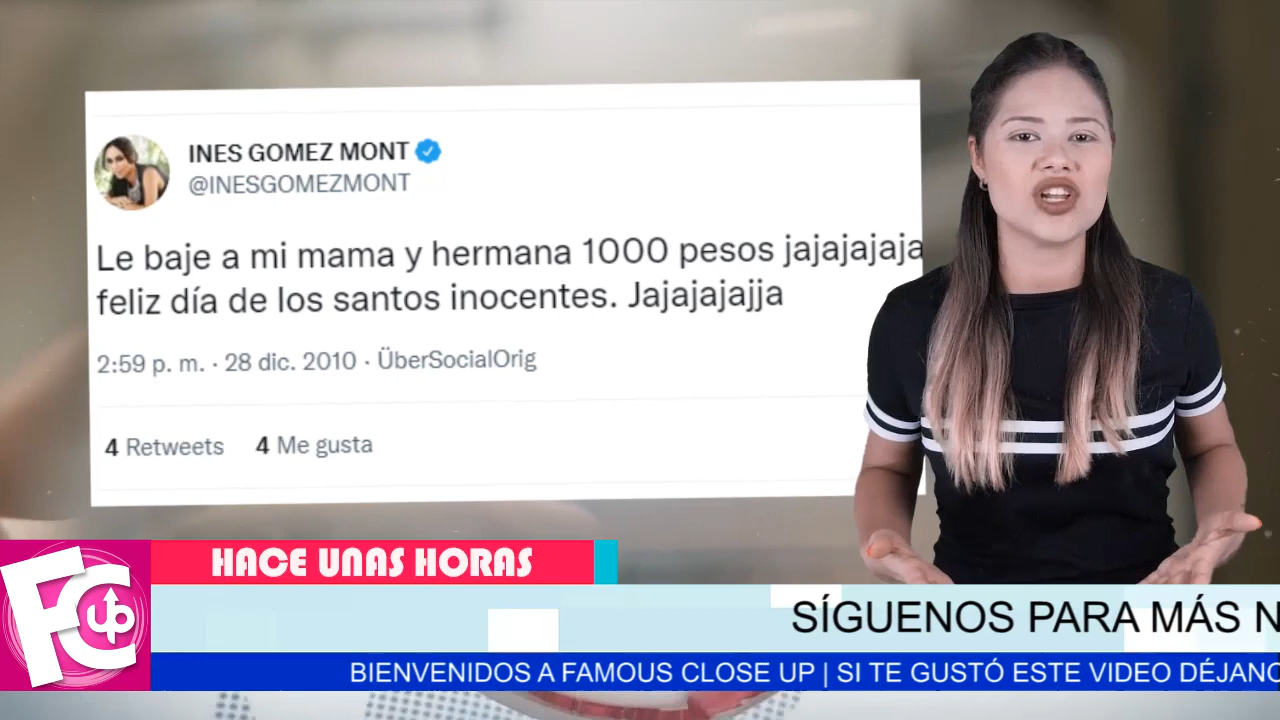 INES GOMEZ MONT
@INESGOMEZMONT
Le baje a mi mama y hermana 1000 pesos jajajajaja
feliz día de los santos inocentes. Jajajajajja
2:59 p. m. · 28 dic. 2010 · ÜberSocialOrig
4 Retweets 4 Me gusta
HACE UNAS HORAS
FC up
SÍGUENOS PARA MÁS N
BIENVENIDOS A FAMOUS CLOSE UP | SI TE GUSTÓ ESTE VIDEO DÉJANO